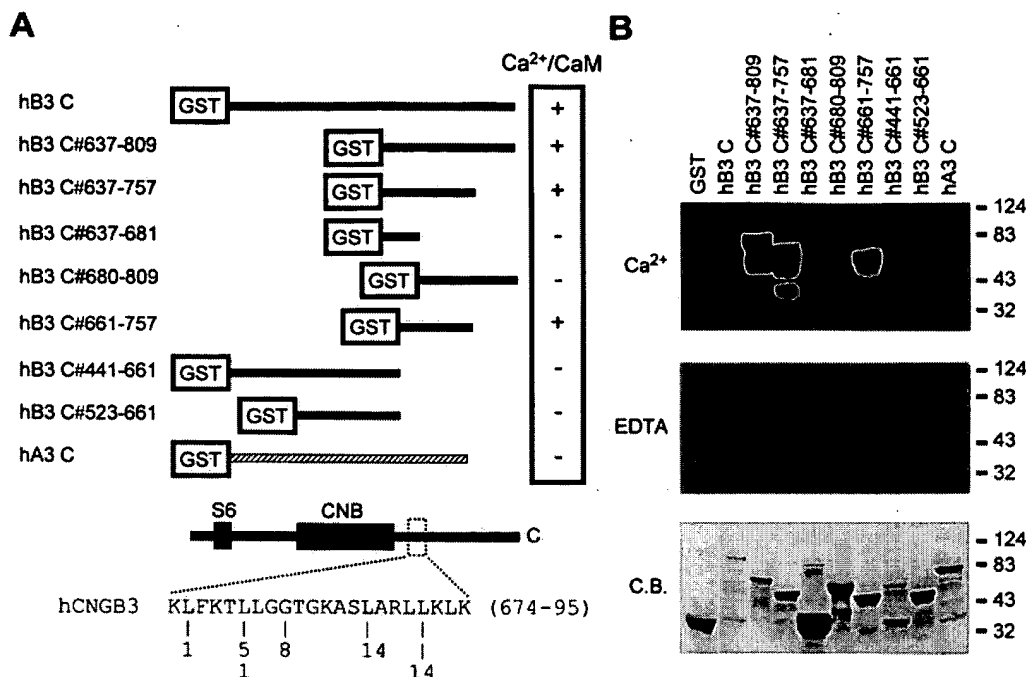 A
Ca2+/CaM
hB3 C GST +
hB3 C#637-809 GST +
hB3 C#637-757 GST +
hB3 C#637-681 GST -
hB3 C#680-809 GST -
hB3 C#661-757 GST +
hB3 C#441-661 GST -
hB3 C#523-661 GST -
hA3 C GST -
S6 CNB C
hCNGB3 KLFKTLLGGTGKASLARLLKLK (674-95)
1 5 8 14
1 14
B
GST
hB3 C
hB3 C#637-809
hB3 C#637-757
hB3 C#637-681
hB3 C#680-809
hB3 C#661-757
hB3 C#441-661
hB3 C#523-661
hA3 C
Ca2+
- 124
- 83
- 43
- 32
EDTA
- 124
- 83
- 43
- 32
C.B.
- 124
- 83
- 43
- 32